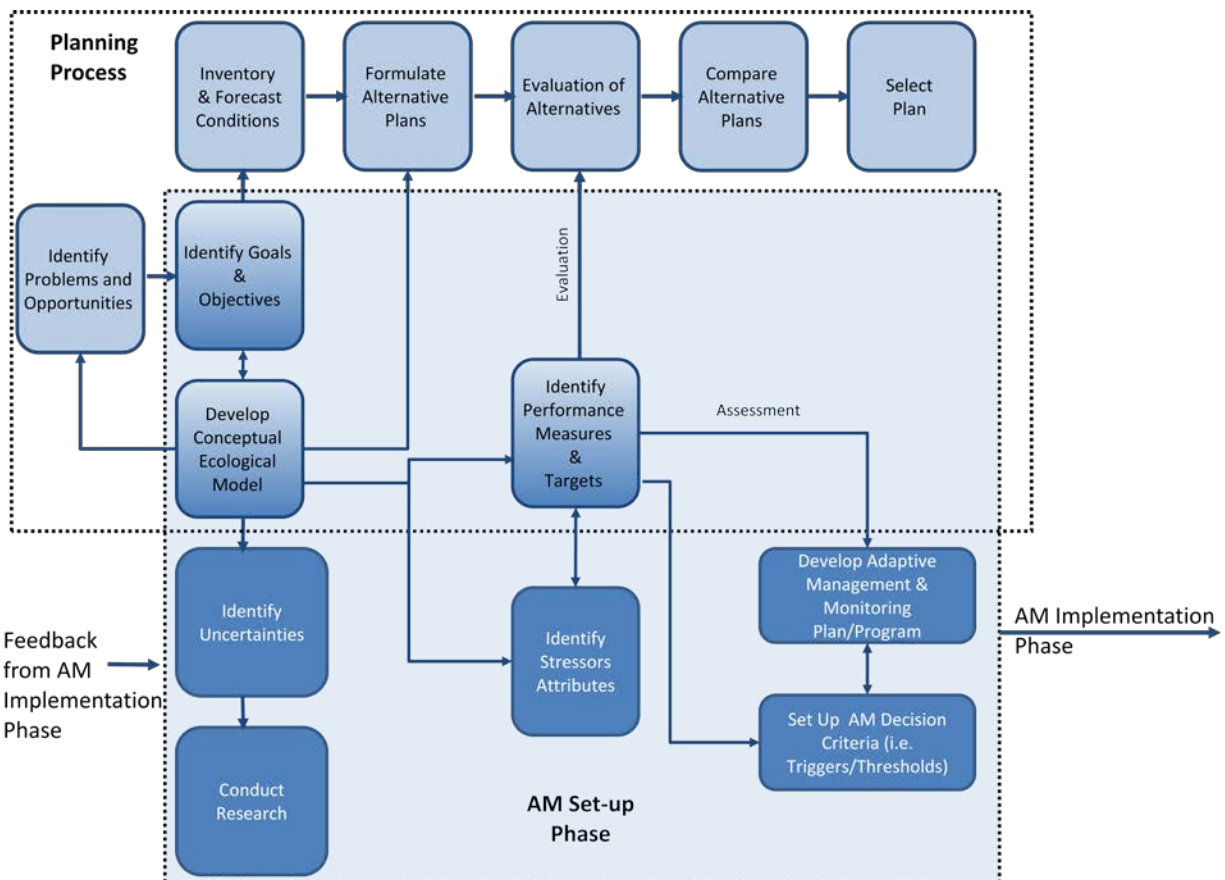 Planning
Process
Inventory
& Forecast
Conditions
Formulate
Alternative
Plans
Evaluation of
Alternatives
Compare
Alternative
Plans
Select
Plan
Identify
Problems and
Opportunities
Identify Goals
&
Objectives
Evaluation
Develop
Conceptual
Ecological
Model
Identify
Performance
Measures
&
Targets
Assessment
Identify
Uncertainties
Identify
Stressors
Attributes
Develop Adaptive
Management &
Monitoring
Plan/Program
Feedback
from AM
Implementation
Phase
AM Implementation
Phase
Conduct
Research
Set Up AM Decision
Criteria (i.e.
Triggers/Thresholds)
AM Set-up
Phase